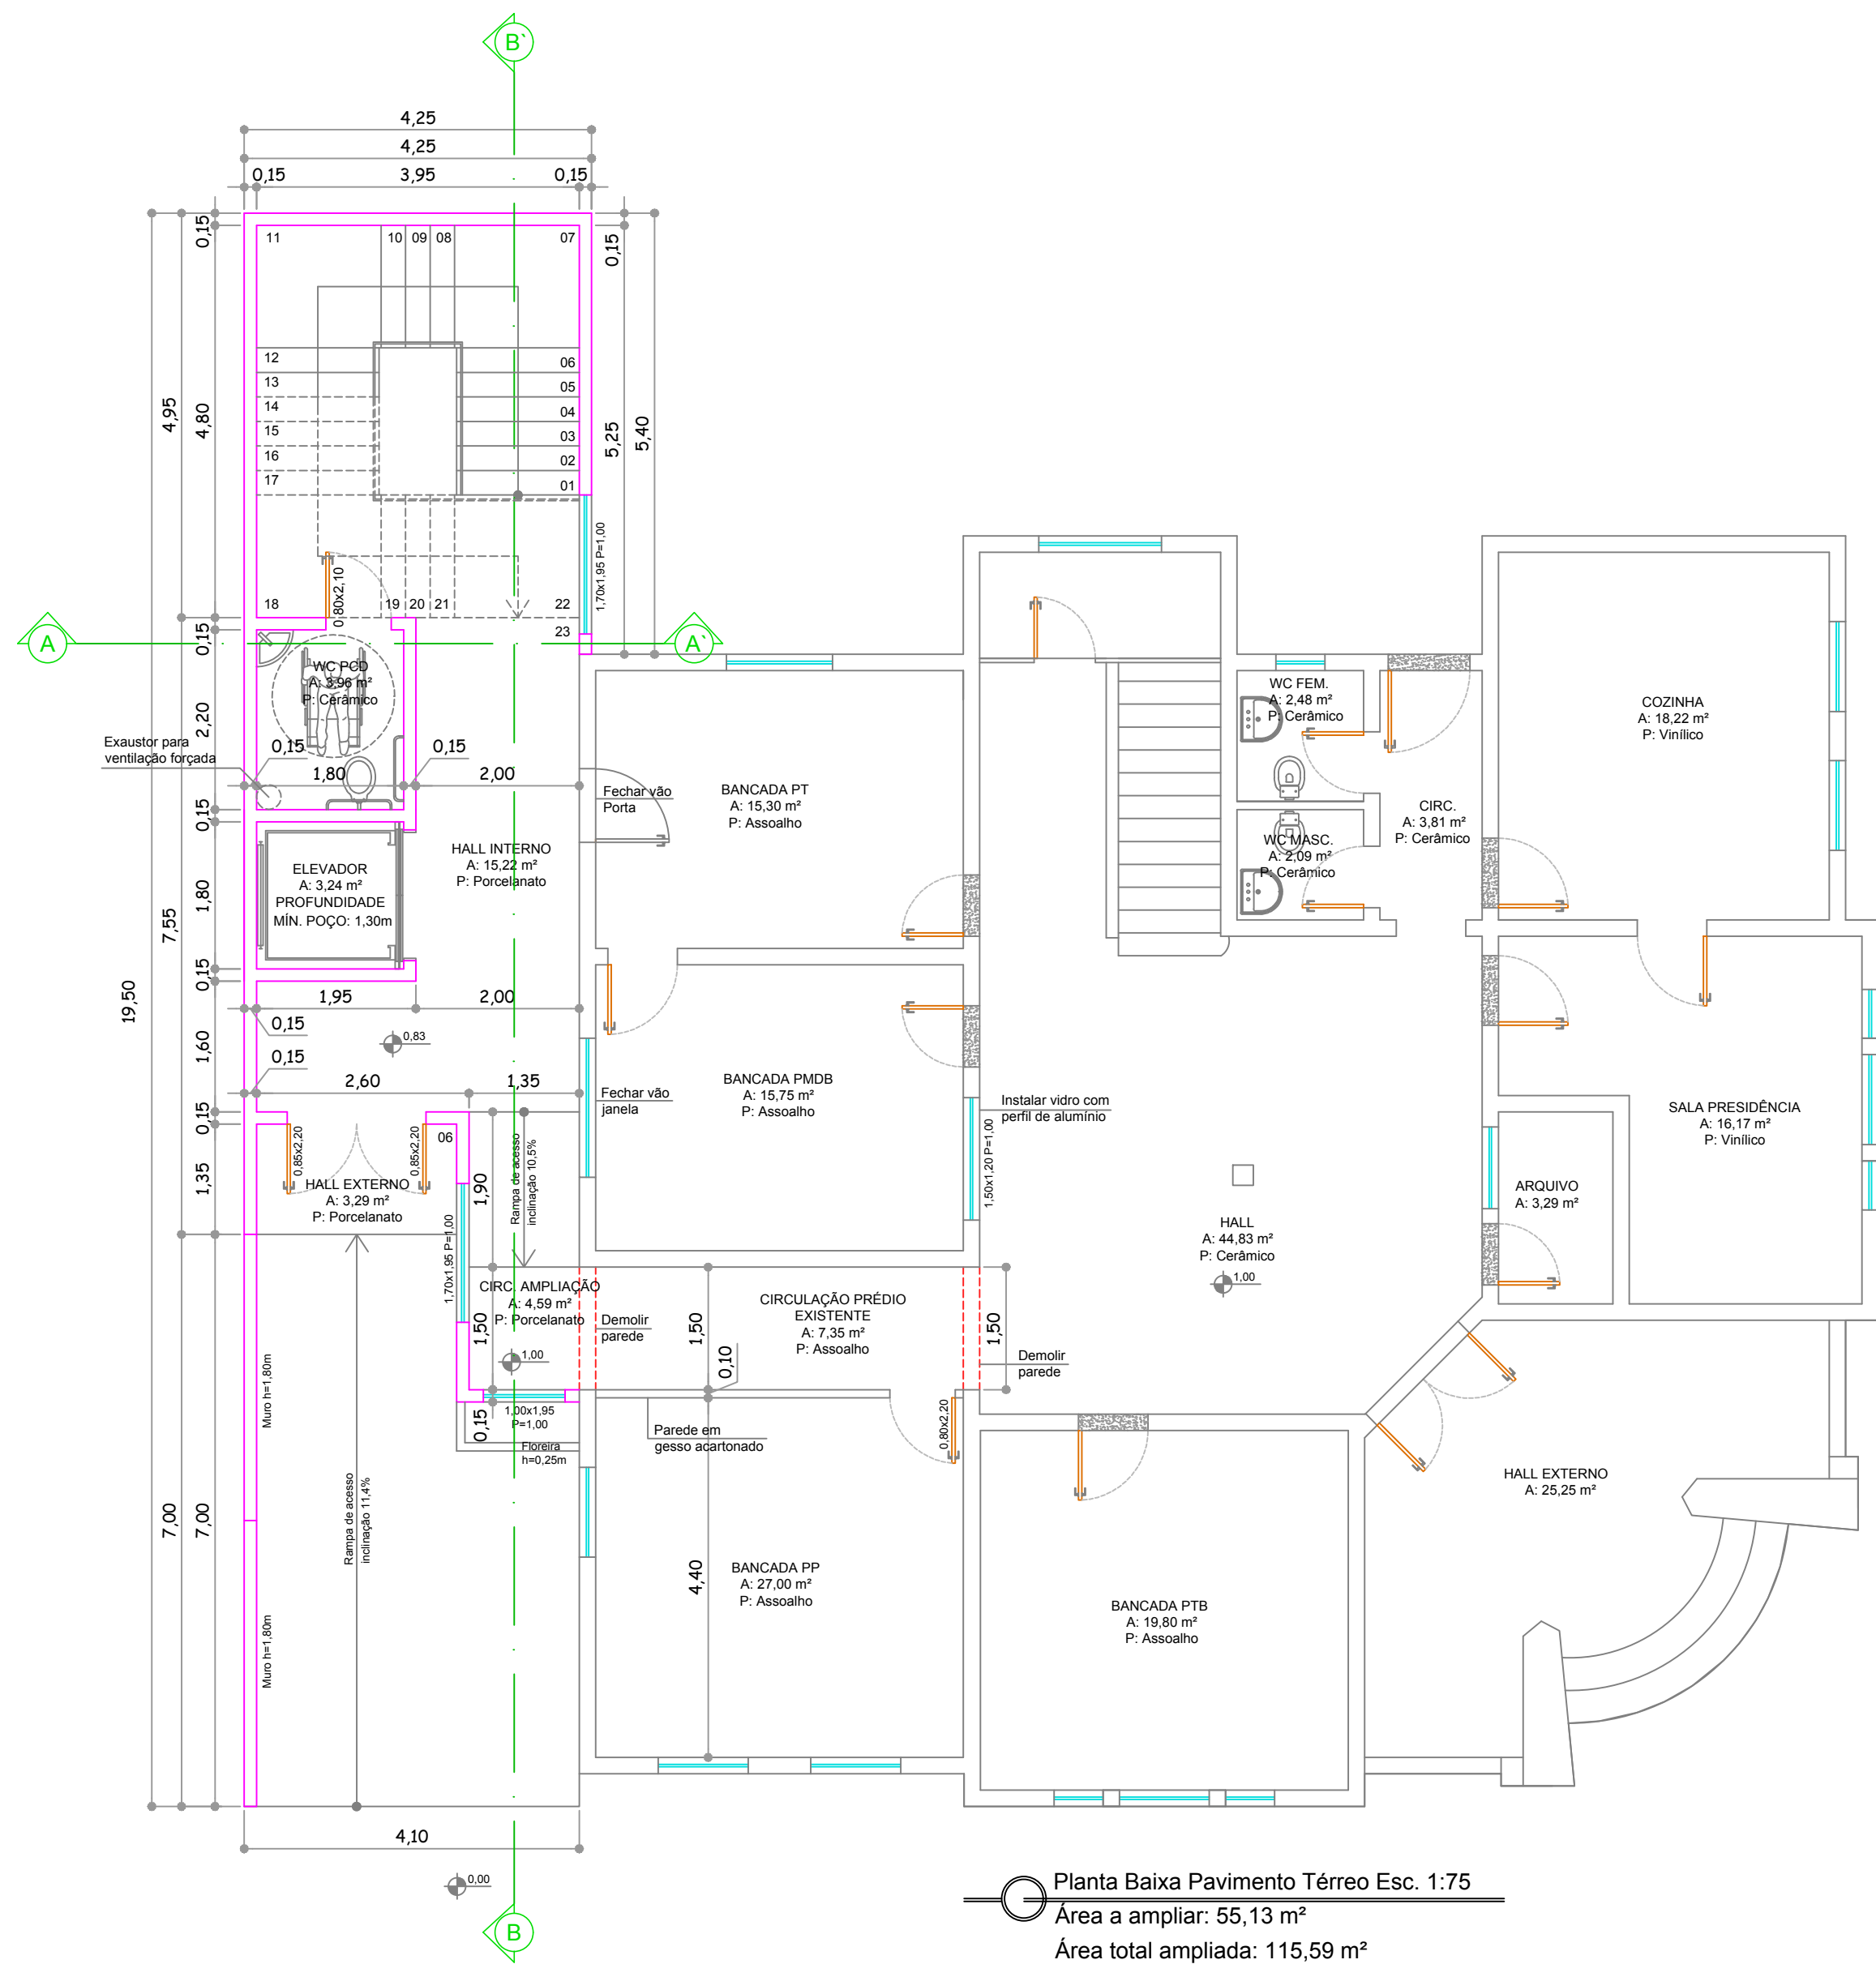 B`
4,25
4,25
0,15
3,95
0,15
0,15
11
10
09
08
07
0,15
12
13
14
15
16
17
06
05
04
03
02
01
4,95
4,80
5,25
5,40
1,70x1,95 P=1,00
0,80x2,10
18
19
20
21
22
23
A
A`
0,15
WC PCD
A: 3,96 m²
P: Cerâmico
2,20
Exaustor para
ventilação forçada
0,15
0,15
1,80
2,00
0,15
Fechar vão
Porta
BANCADA PT
A: 15,30 m²
P: Assoalho
WC FEM.
A: 2,48 m²
P: Cerâmico
COZINHA
A: 18,22 m²
P: Vinílico
CIRC.
A: 3,81 m²
P: Cerâmico
WC MASC.
A: 2,09 m²
P: Cerâmico
HALL INTERNO
A: 15,22 m²
P: Porcelanato
ELEVADOR
A: 3,24 m²
PROFUNDIDADE
MÍN. POÇO: 1,30m
1,80
7,55
19,50
0,15
1,95
2,00
0,15
0,83
1,60
0,15
2,60
1,35
0,15
Fechar vão
janela
BANCADA PMDB
A: 15,75 m²
P: Assoalho
Instalar vidro com
perfil de alumínio
1,50x1,20 P=1,00
SALA PRESIDÊNCIA
A: 16,17 m²
P: Vinílico
ARQUIVO
A: 3,29 m²
0,85x2,20
0,85x2,20
06
1,35
HALL EXTERNO
A: 3,29 m²
P: Porcelanato
1,90
Rampa de acesso
inclinação 10,5%
1,70x1,95 P=1,00
HALL
A: 44,83 m²
P: Cerâmico
1,00
CIRC. AMPLIAÇÃO
A: 4,59 m²
P: Porcelanato
1,50
1,00
Demolir
parede
CIRCULAÇÃO PRÉDIO
EXISTENTE
A: 7,35 m²
P: Assoalho
1,50
0,10
1,50
Demolir
parede
Muro h=1,80m
0,15
1,00x1,95
P=1,00
Floreira
h=0,25m
Parede em
gesso acartonado
0,80x2,20
HALL EXTERNO
A: 25,25 m²
7,00
7,00
Rampa de acesso
inclinação 11,4%
BANCADA PP
A: 27,00 m²
P: Assoalho
4,40
BANCADA PTB
A: 19,80 m²
P: Assoalho
Muro h=1,80m
4,10
0,00
B
Planta Baixa Pavimento Térreo Esc. 1:75
Área a ampliar: 55,13 m²
Área total ampliada: 115,59 m²